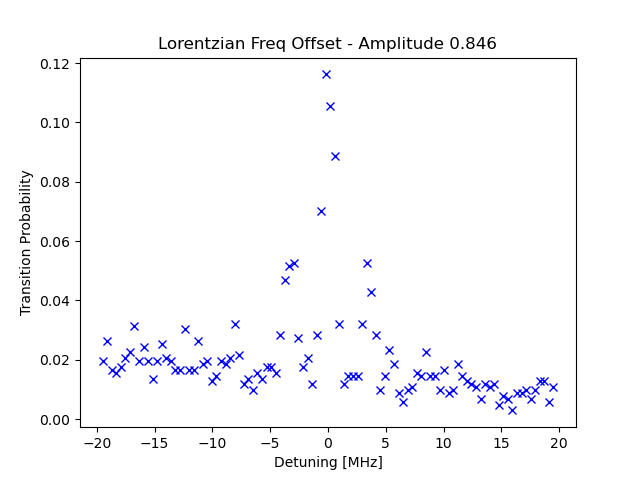 Lorentzian Freq Offset - Amplitude 0.846
0.12
0.10
0.08
0.06
0.04
0.02
0.00
Transition Probability
−20 −15 −10 −5 0 5 10 15 20
Detuning [MHz]